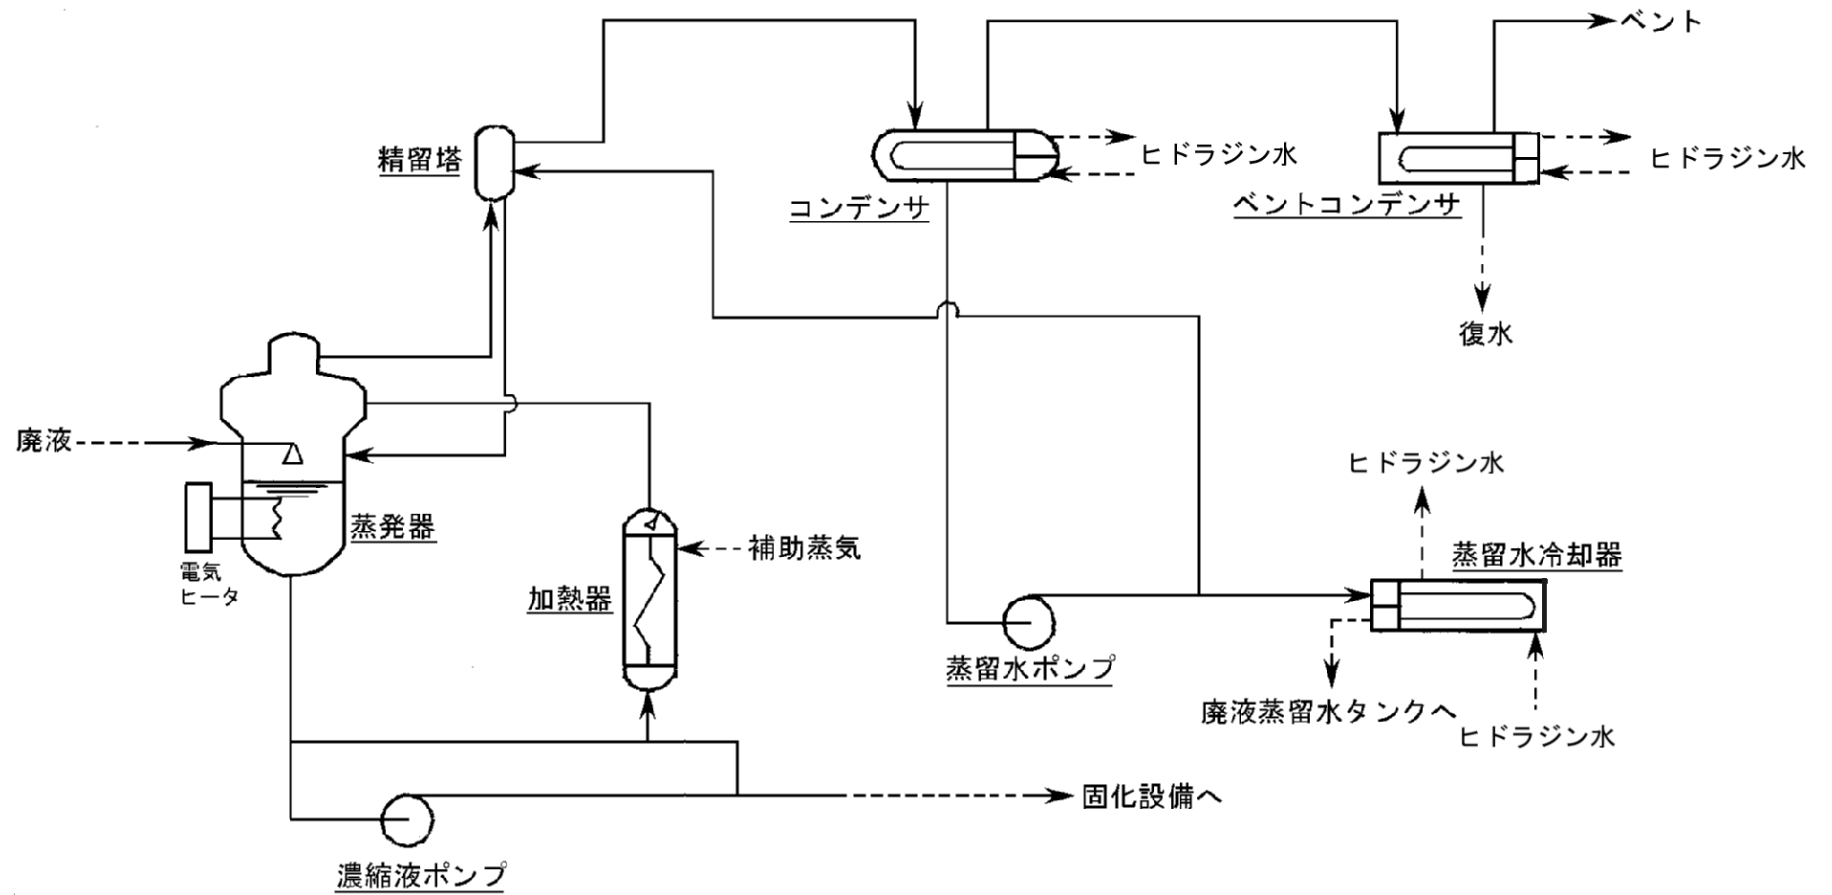 ベント
精留塔
ヒドラジン水
ヒドラジン水
コンデンサ
ベントコンデンサ
復水
廃液
蒸発器
電気
ヒータ
補助蒸気
加熱器
ヒドラジン水
蒸留水冷却器
蒸留水ポンプ
廃液蒸留水タンクへ
ヒドラジン水
固化設備へ
濃縮液ポンプ